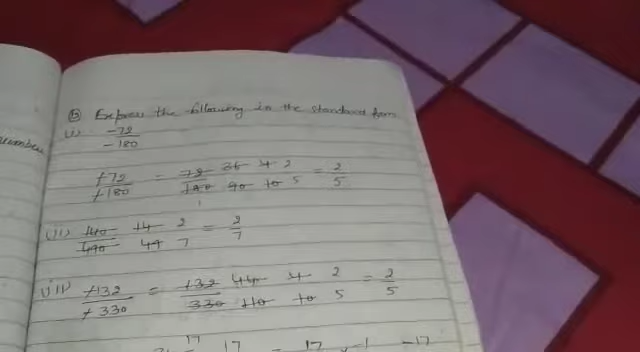 ⑤ Express the following in the standard form
(i) -72/-180
+72/+180 = 72/180 36/90 4/10 2/5 = 2/5
(ii) 140/490 14/49 2/7 = 2/7
(iii) +132/+330 = +132/330 44/110 4/10 2/5 = 2/5
17 17 = 17 × -1 -17